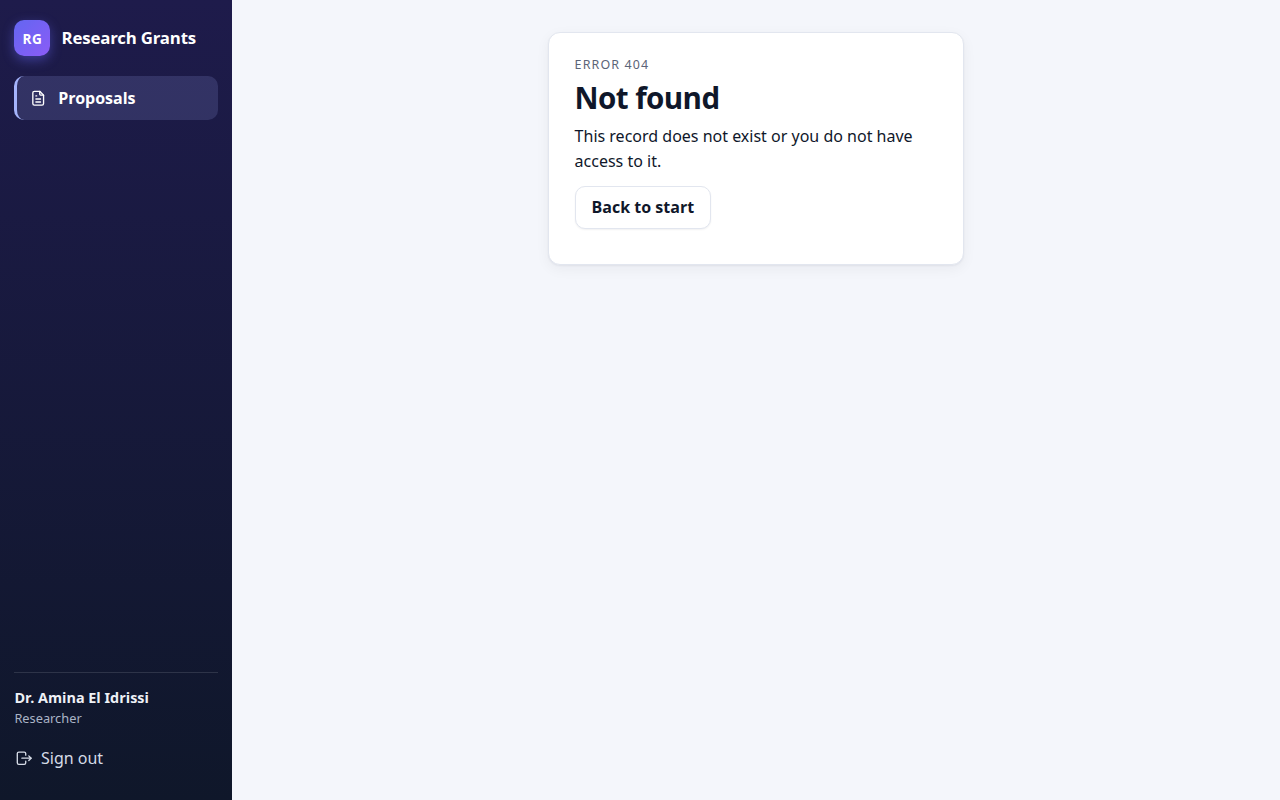 RG
Research Grants
Proposals
ERROR 404
Not found
This record does not exist or you do not have
access to it.
Back to start
Dr. Amina El Idrissi
Researcher
Sign out